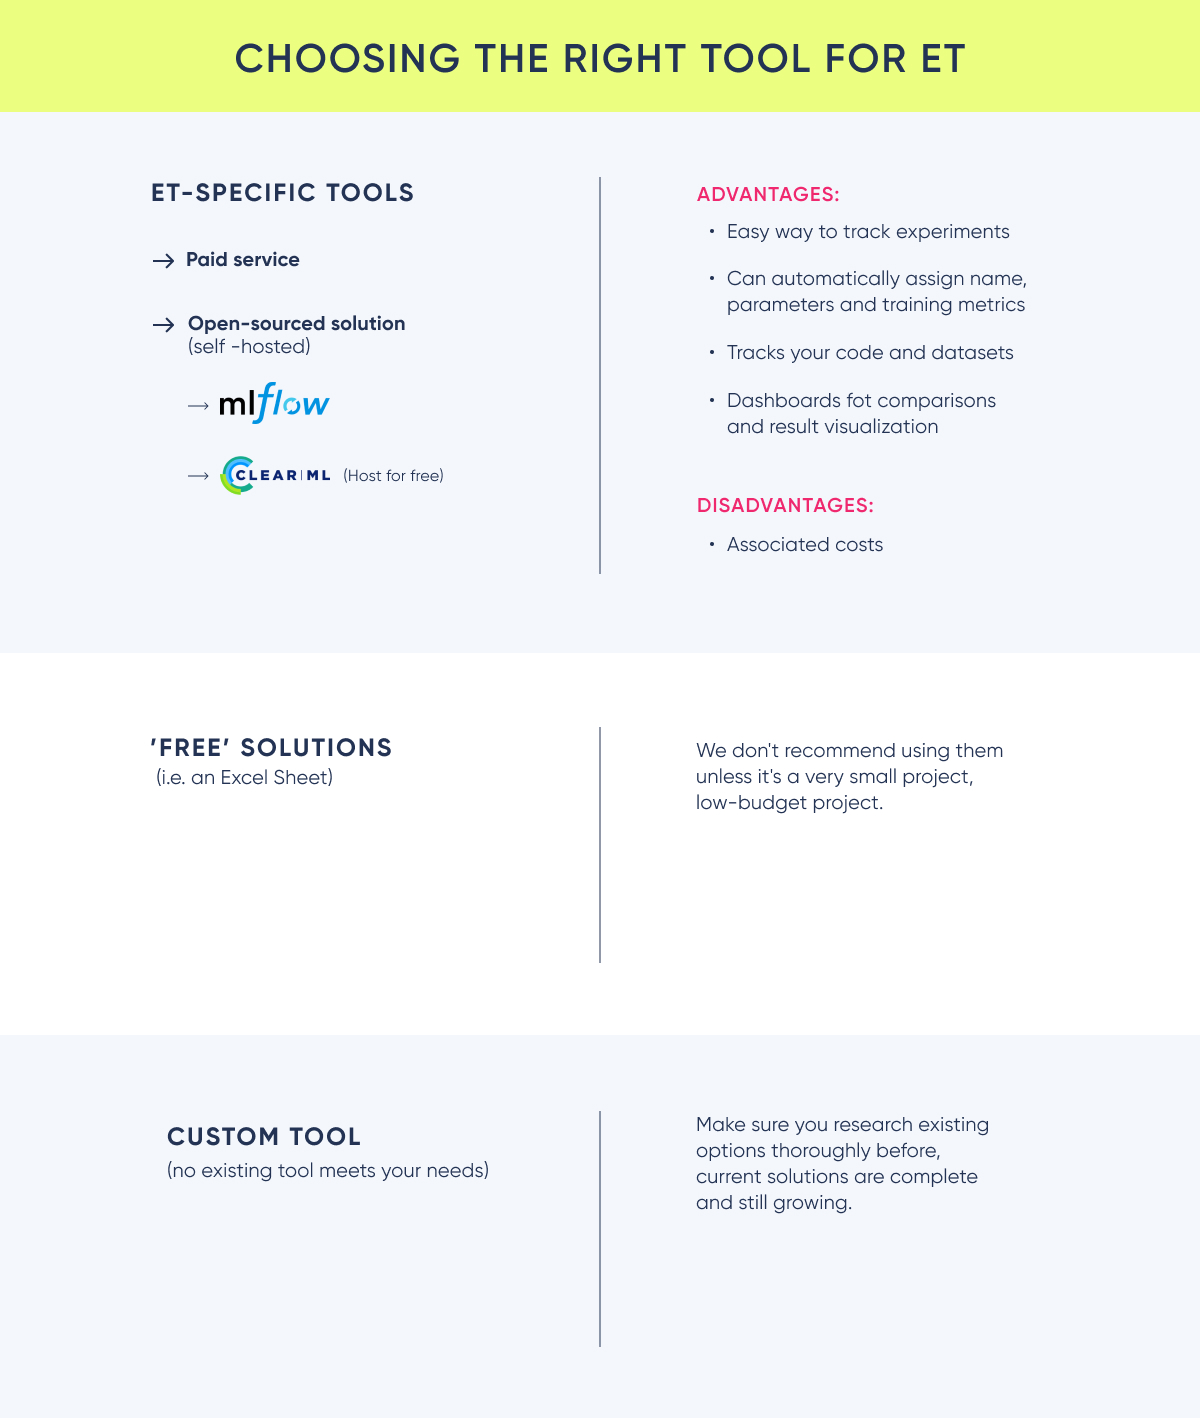 CHOOSING THE RIGHT TOOL FOR ET
ET-SPECIFIC TOOLS
→ Paid service
→ Open-sourced solution
(self -hosted)
→ mlflow
→ CLEAR|ML (Host for free)
ADVANTAGES:
• Easy way to track experiments
• Can automatically assign name,
parameters and training metrics
• Tracks your code and datasets
• Dashboards fot comparisons
and result visualization
DISADVANTAGES:
• Associated costs
'FREE' SOLUTIONS
(i.e. an Excel Sheet)
We don't recommend using them
unless it's a very small project,
low-budget project.
CUSTOM TOOL
(no existing tool meets your needs)
Make sure you research existing
options thoroughly before,
current solutions are complete
and still growing.